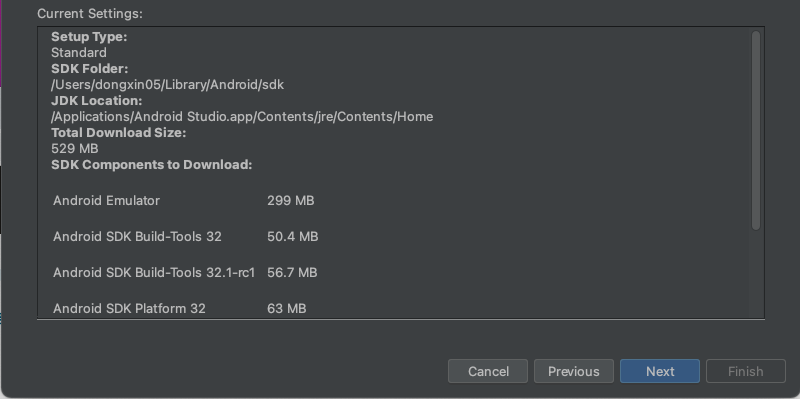 Current Settings:
Setup Type:
Standard
SDK Folder:
/Users/dongxin05/Library/Android/sdk
JDK Location:
/Applications/Android Studio.app/Contents/jre/Contents/Home
Total Download Size:
529 MB
SDK Components to Download:
Android Emulator 299 MB
Android SDK Build-Tools 32 50.4 MB
Android SDK Build-Tools 32.1-rc1 56.7 MB
Android SDK Platform 32 63 MB
Cancel Previous Next Finish